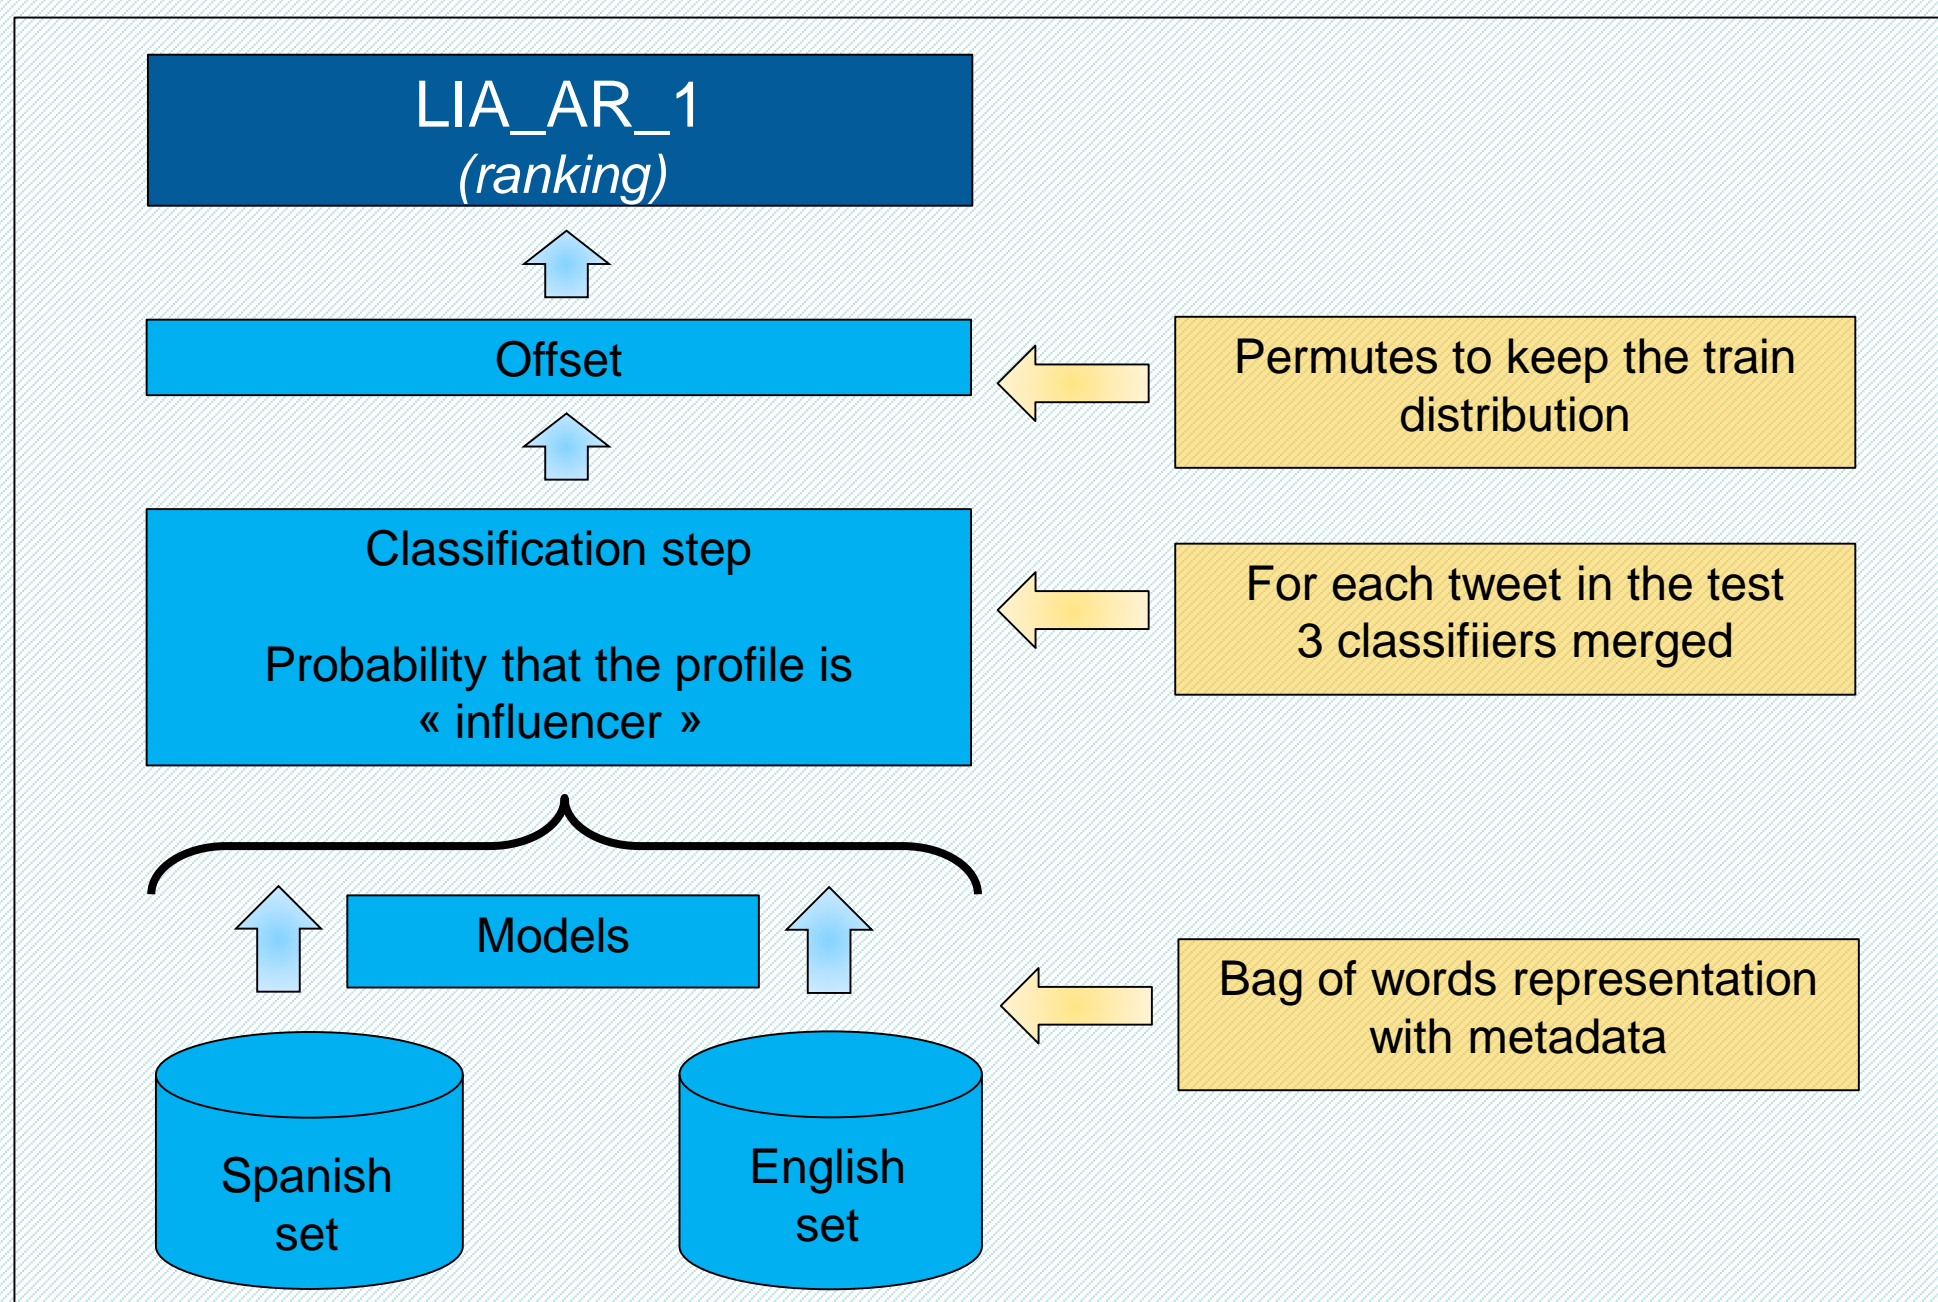 LIA_AR_1
(ranking)
Offset
Permutes to keep the train
distribution
Classification step
Probability that the profile is
« influencer »
For each tweet in the test
3 classifiiers merged
Models
Bag of words representation
with metadata
Spanish
set
English
set